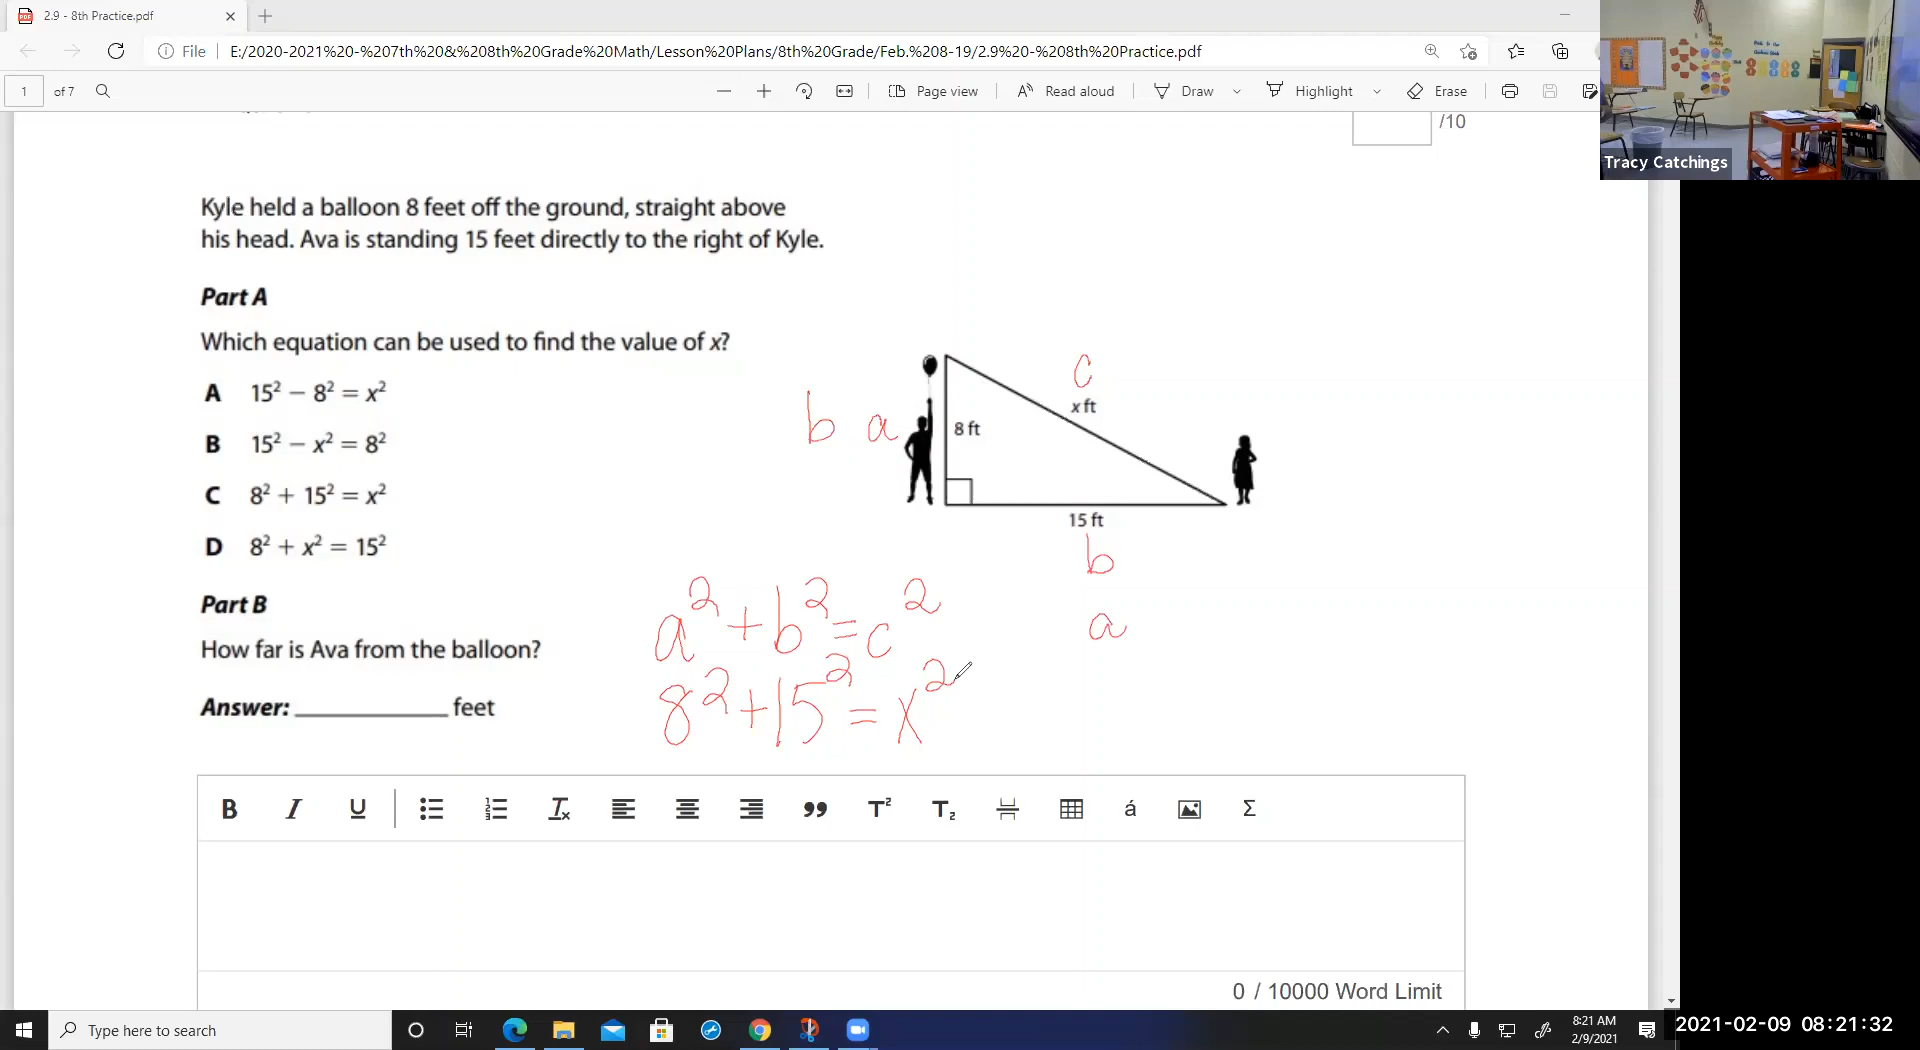 2.9 - 8th Practice.pdf
File
E:/2020-2021%20-%207th%20&%208th%20Grade%20Math/Lesson%20Plans/8th%20Grade/Feb.%208-19/2.9%20-%208th%20Practice.pdf
1 of 7
Page view
Read aloud
Draw
Highlight
Erase
Tracy Catchings
/10
Kyle held a balloon 8 feet off the ground, straight above
his head. Ava is standing 15 feet directly to the right of Kyle.
Part A
Which equation can be used to find the value of x?
A 15² − 8² = x²
B 15² − x² = 8²
C 8² + 15² = x²
D 8² + x² = 15²
c
x ft
b a
8 ft
15 ft
b
a
Part B
How far is Ava from the balloon?
Answer: ____________ feet
a² + b² = c²
8² + 15² = x²
0 / 10000 Word Limit
Type here to search
8:21 AM
2/9/2021
2021-02-09 08:21:32